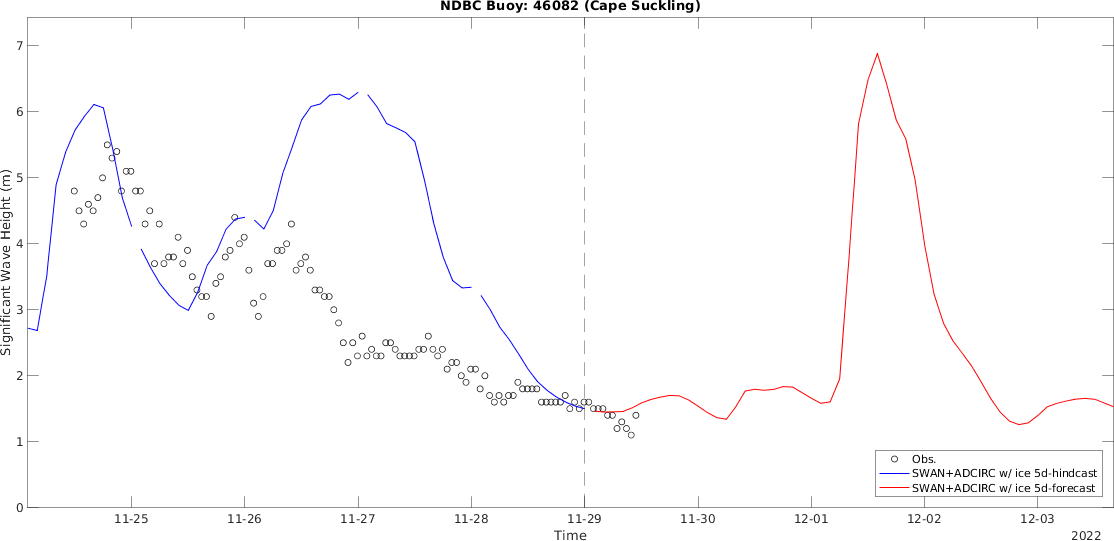 NDBC Buoy: 46082 (Cape Suckling)
Significant Wave Height (m)
7
6
5
4
3
2
1
0
Obs.
SWAN+ADCIRC w/ ice 5d-hindcast
SWAN+ADCIRC w/ ice 5d-forecast
11-25 11-26 11-27 11-28 11-29 11-30 12-01 12-02 12-03
Time
2022